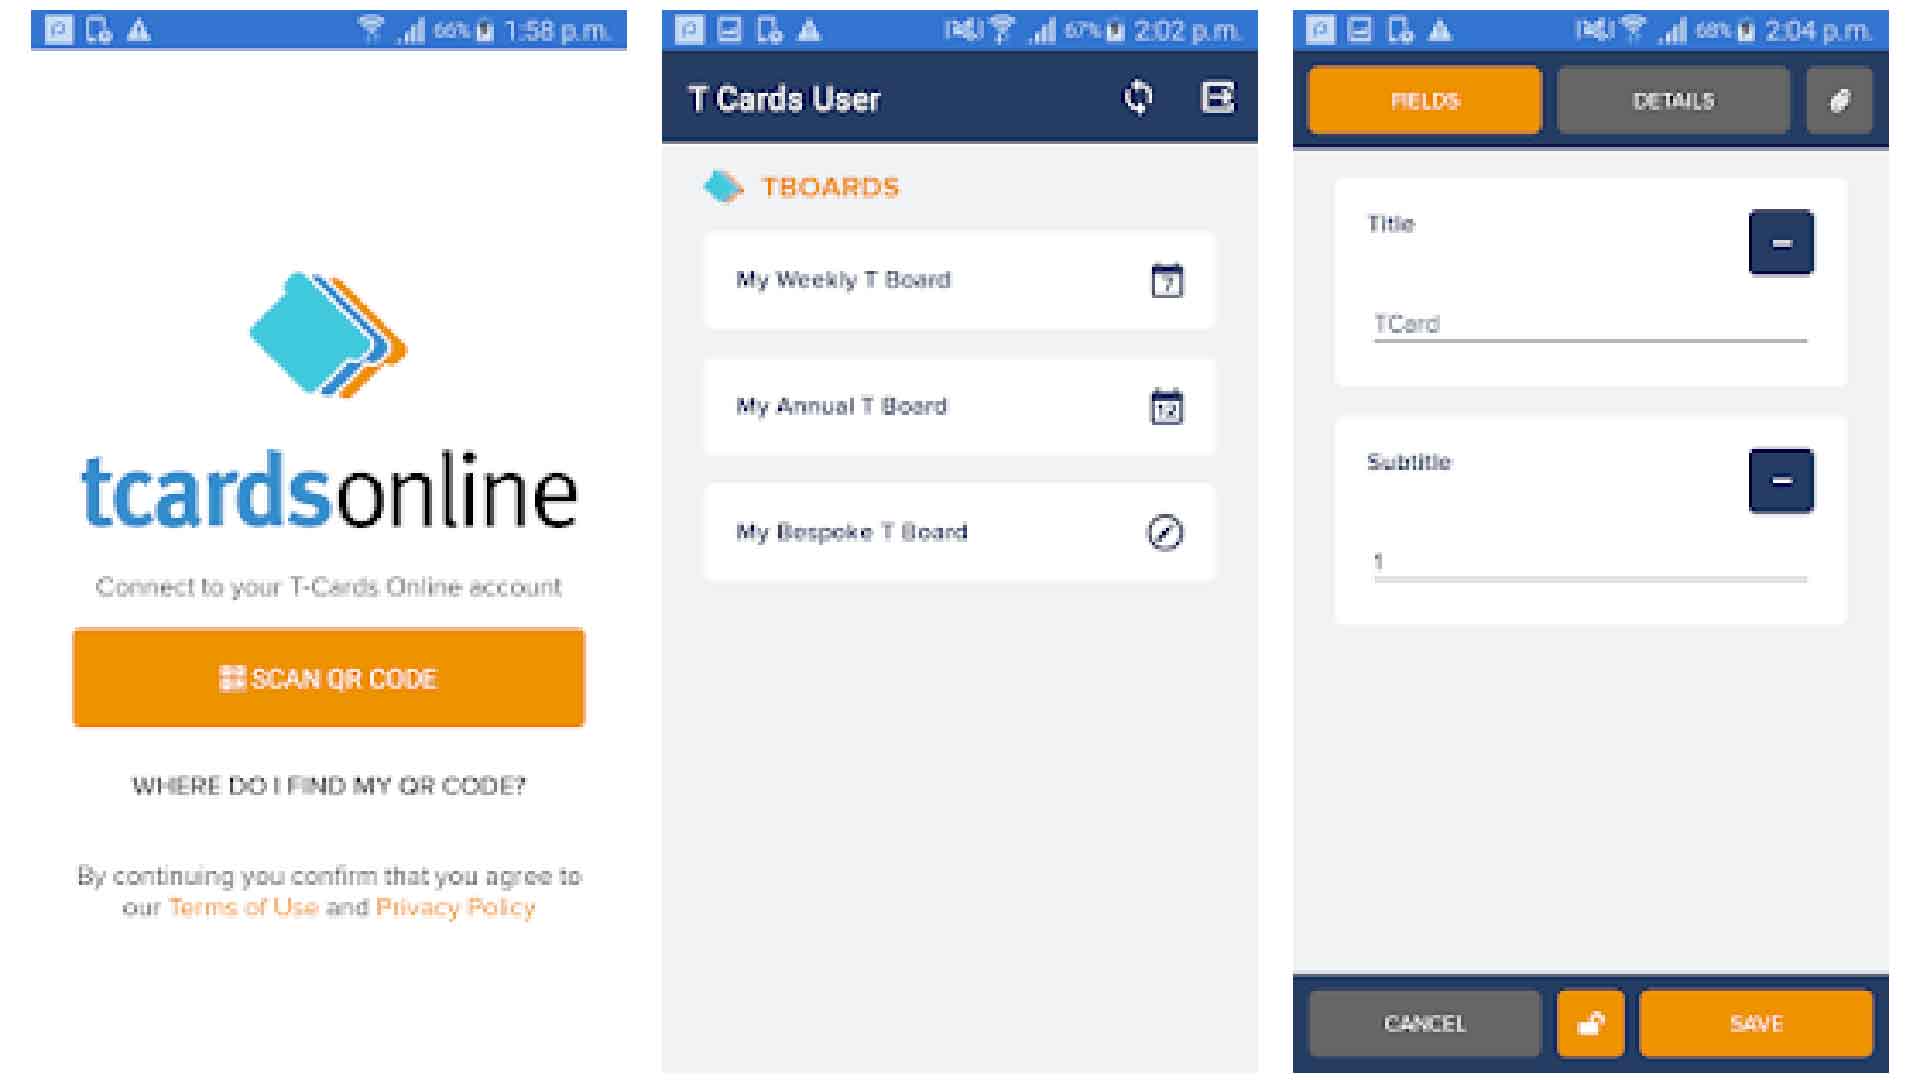 66% 1:58 p.m.
tcardsonline
Connect to your T-Cards Online account
SCAN QR CODE
WHERE DO I FIND MY QR CODE?
By continuing you confirm that you agree to
our Terms of Use and Privacy Policy
67% 2:02 p.m.
T Cards User
TBOARDS
My Weekly T Board
7
My Annual T Board
12
My Bespoke T Board
68% 2:04 p.m.
FIELDS DETAILS
Title
TCard
Subtitle
1
CANCEL SAVE